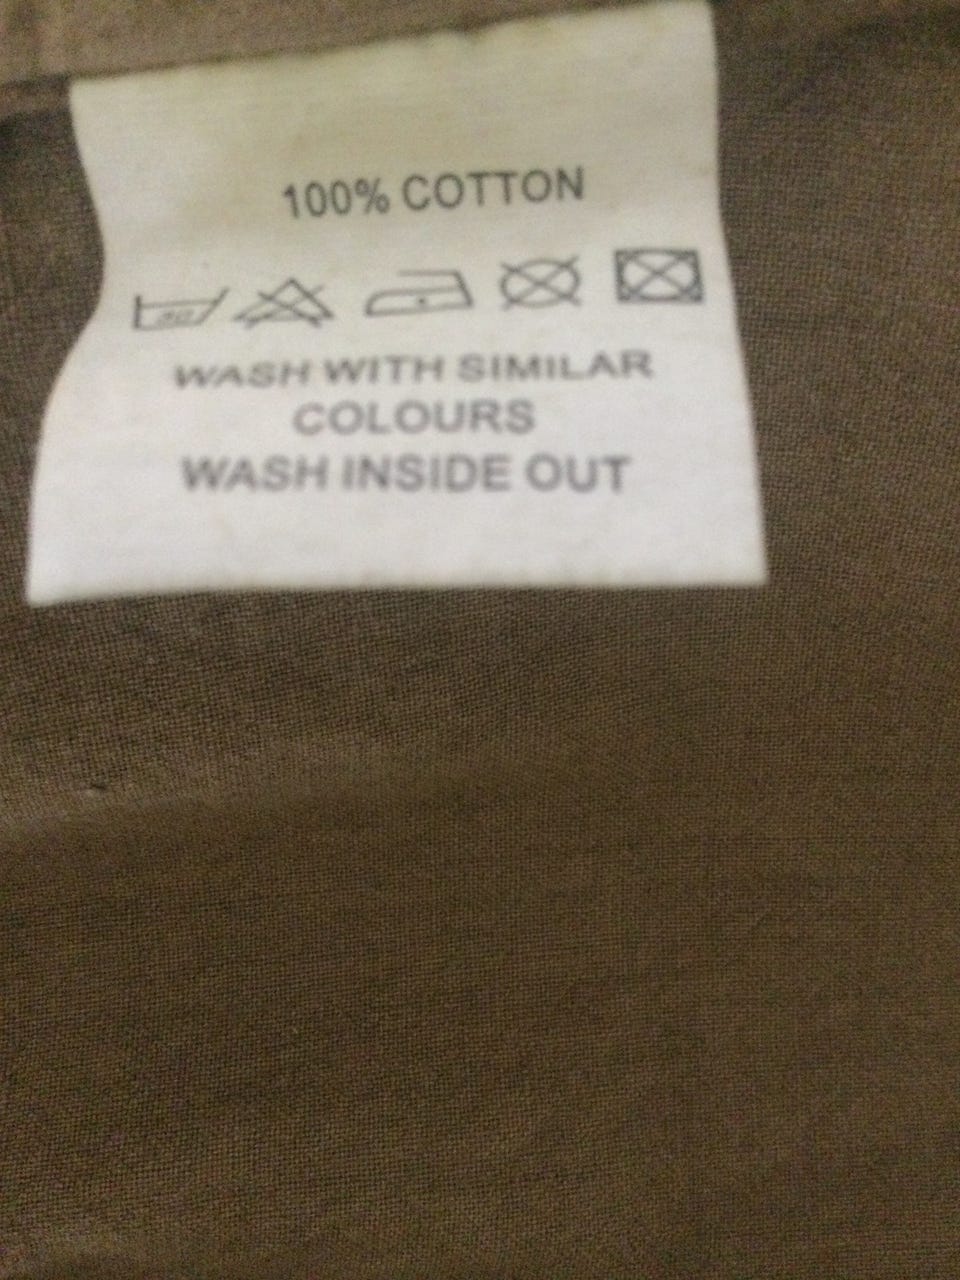 100% COTTON
WASH WITH SIMILAR
COLOURS
WASH INSIDE OUT